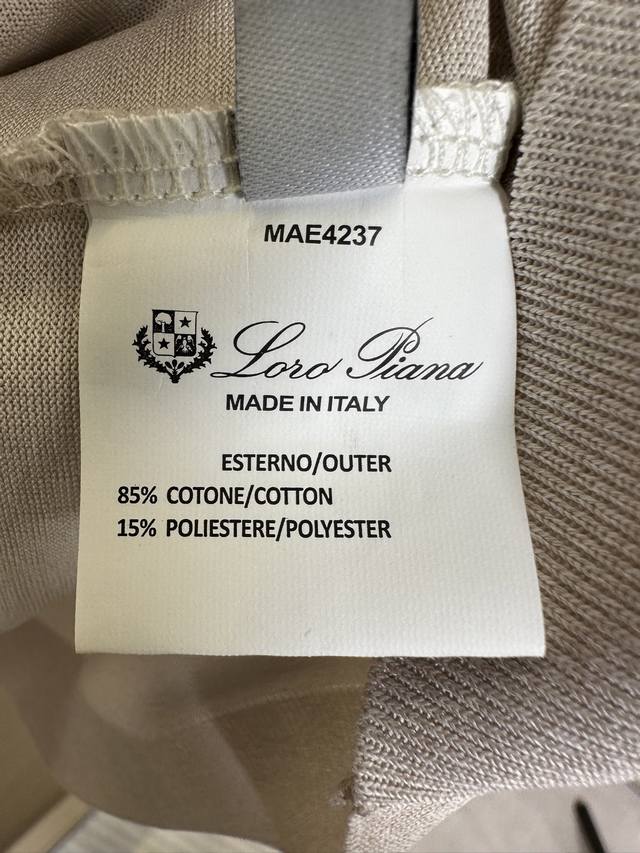 MAE4237
Loro Piana
MADE IN ITALY
ESTERNO/OUTER
85% COTONE/COTTON
15% POLIESTERE/POLYESTER